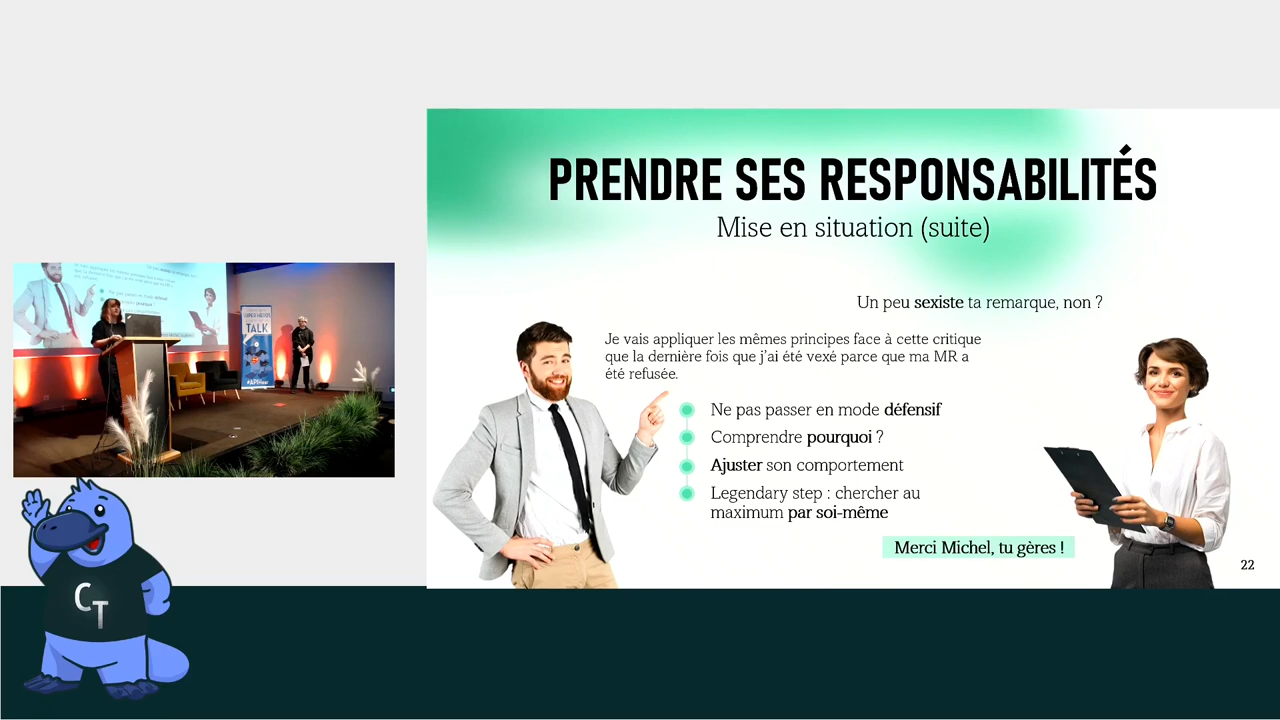 PRENDRE SES RESPONSABILITÉS
Mise en situation (suite)
Un peu sexiste ta remarque, non ?
Je vais appliquer les mêmes principes face à cette critique
que la dernière fois que j'ai été vexé parce que ma MR a
été refusée.
Ne pas passer en mode défensif
Comprendre pourquoi ?
Ajuster son comportement
Legendary step : chercher au
maximum par soi-même
Merci Michel, tu gères !
22
SUPER HEROS
TALK
CT